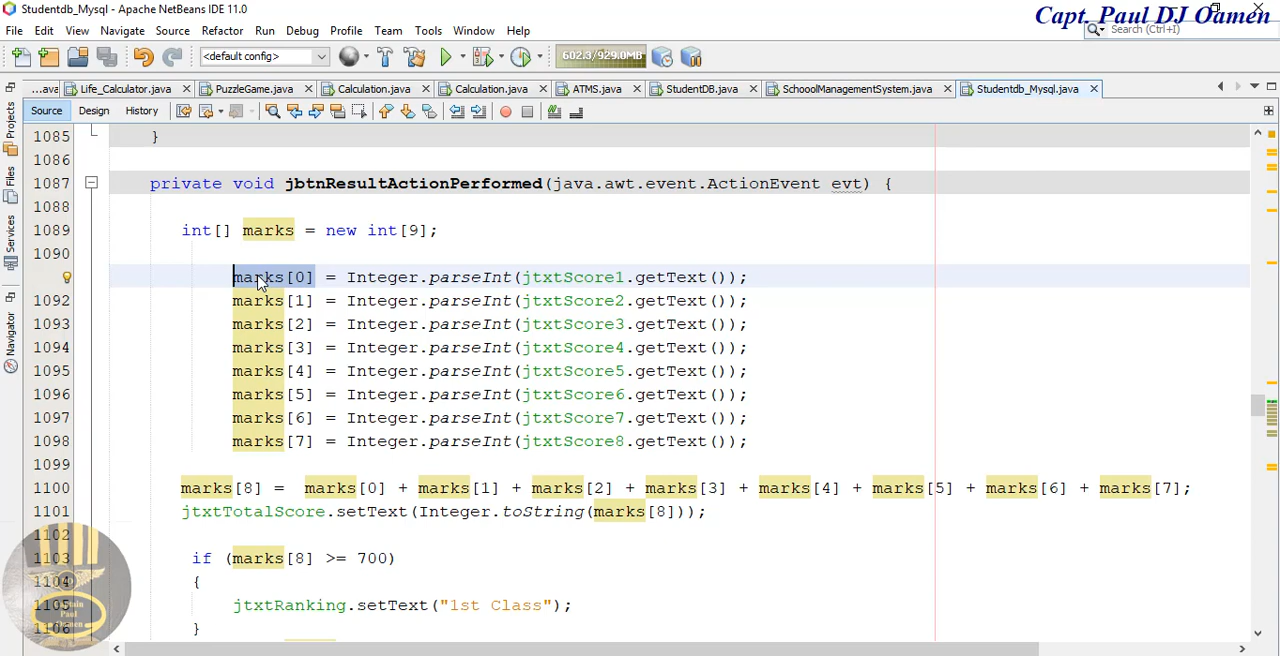 Studentdb_Mysql - Apache NetBeans IDE 11.0
Capt. Paul DJ Oamen
File Edit View Navigate Source Refactor Run Debug Profile Team Tools Window Help
Search (Ctrl+I)
<default config>
602.3/929.0MB
...ava Life_Calculator.java PuzzleGame.java Calculation.java Calculation.java ATMS.java StudentDB.java SchooolManagementSystem.java Studentdb_Mysql.java
Source Design History
Projects
Files
Services
Navigator
1085 }
1086
1087 private void jbtnResultActionPerformed(java.awt.event.ActionEvent evt) {
1088
1089 int[] marks = new int[9];
1090
marks[0] = Integer.parseInt(jtxtScore1.getText());
1092 marks[1] = Integer.parseInt(jtxtScore2.getText());
1093 marks[2] = Integer.parseInt(jtxtScore3.getText());
1094 marks[3] = Integer.parseInt(jtxtScore4.getText());
1095 marks[4] = Integer.parseInt(jtxtScore5.getText());
1096 marks[5] = Integer.parseInt(jtxtScore6.getText());
1097 marks[6] = Integer.parseInt(jtxtScore7.getText());
1098 marks[7] = Integer.parseInt(jtxtScore8.getText());
1099
1100 marks[8] = marks[0] + marks[1] + marks[2] + marks[3] + marks[4] + marks[5] + marks[6] + marks[7];
1101 jtxtTotalScore.setText(Integer.toString(marks[8]));
1102
1103 if (marks[8] >= 700)
1104 {
1105 jtxtRanking.setText("1st Class");
1106 }
Captain
Paul